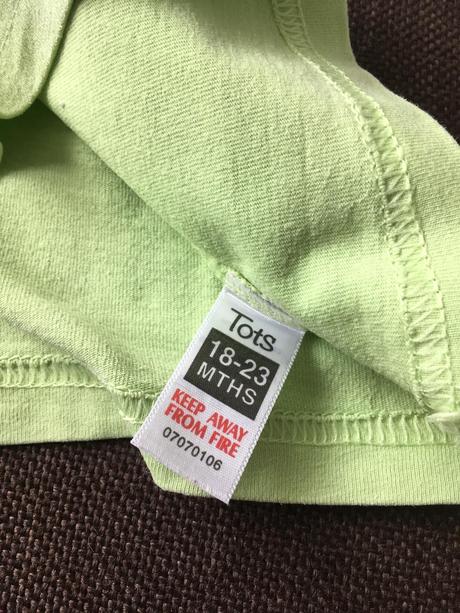 Tots
18-23
MTHS
KEEP AWAY
FROM FIRE
07070106